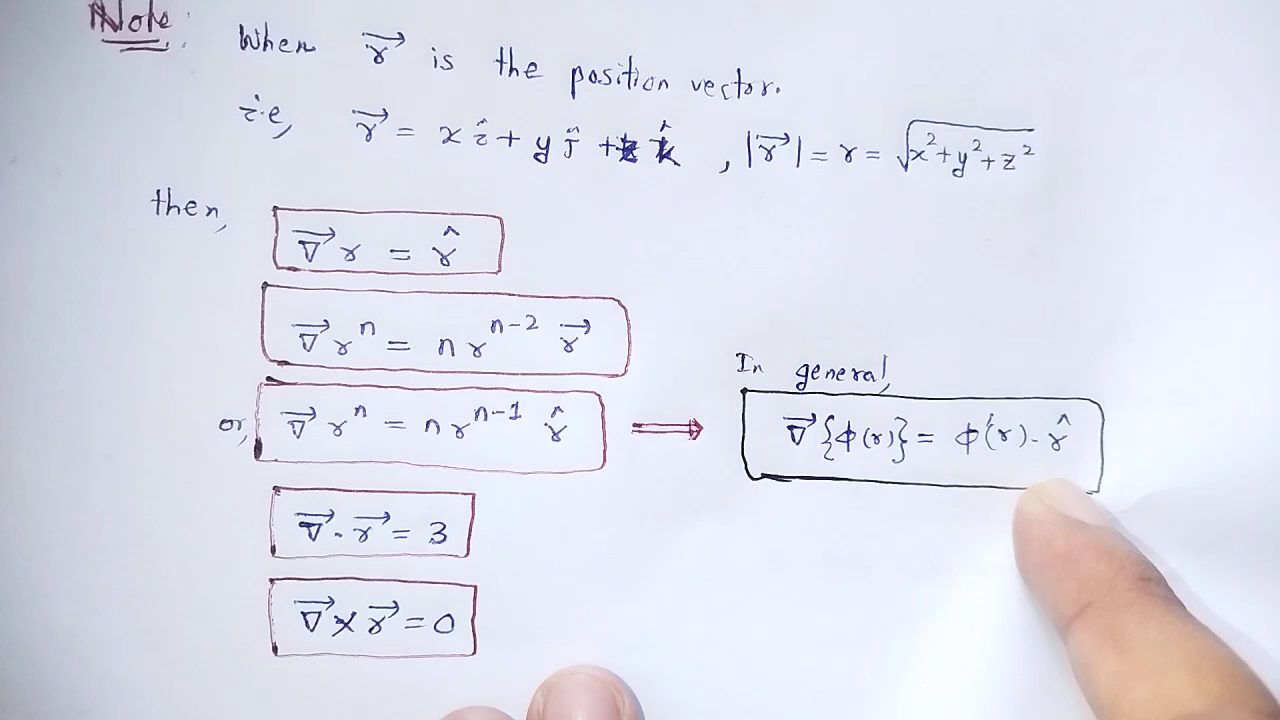 Note:
When r⃗ is the position vector.
i.e, r⃗ = x î + y ĵ + z k̂ , |r⃗| = r = √x²+y²+z²
then,
∇⃗ r = r̂
∇⃗ rⁿ = n rⁿ⁻² r⃗
In general,
or, ∇⃗ rⁿ = n rⁿ⁻¹ r̂ ⟹ ∇⃗ {ϕ(r)} = ϕ'(r) · r̂
∇⃗ · r⃗ = 3
∇⃗ × r⃗ = 0